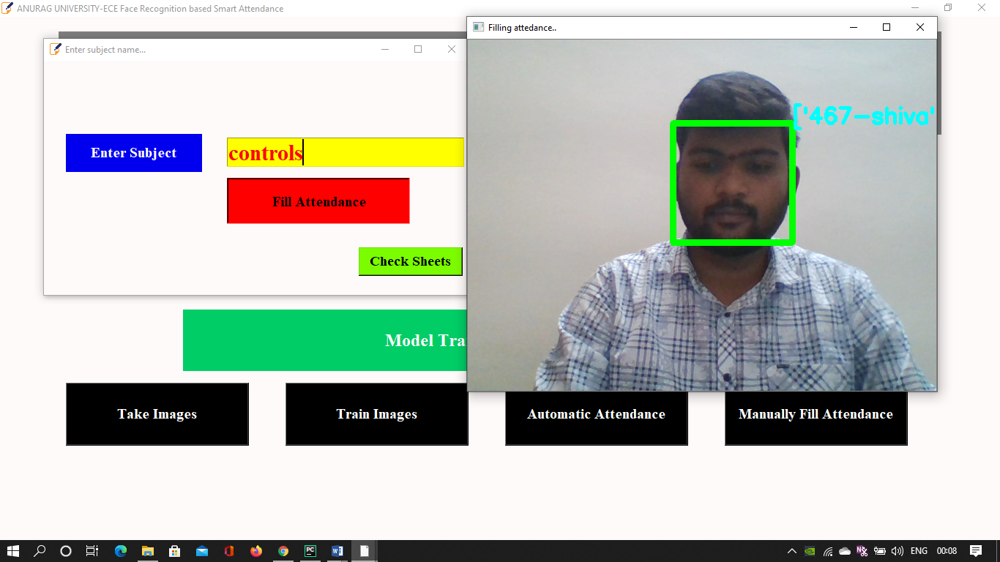 ANURAG UNIVERSITY-ECE Face Recognition based Smart Attendance
Filling attedance..
Enter subject name...
['467-shiva'
Enter Subject
controls
Fill Attendance
Check Sheets
Model Tra
Take Images
Train Images
Automatic Attendance
Manually Fill Attendance
PC
W
N
ENG
00:08